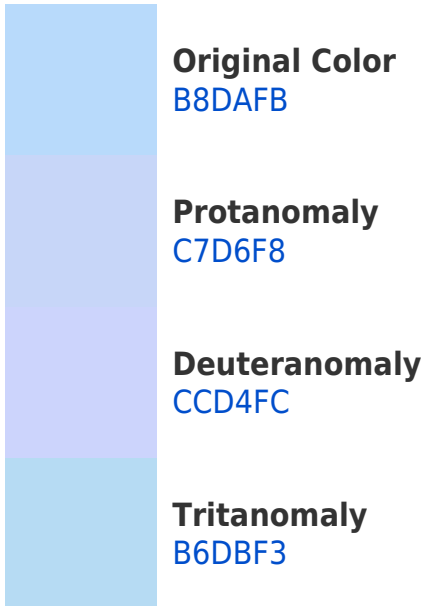 Original Color
B8DAFB
Protanomaly
C7D6F8
Deuteranomaly
CCD4FC
Tritanomaly
B6DBF3